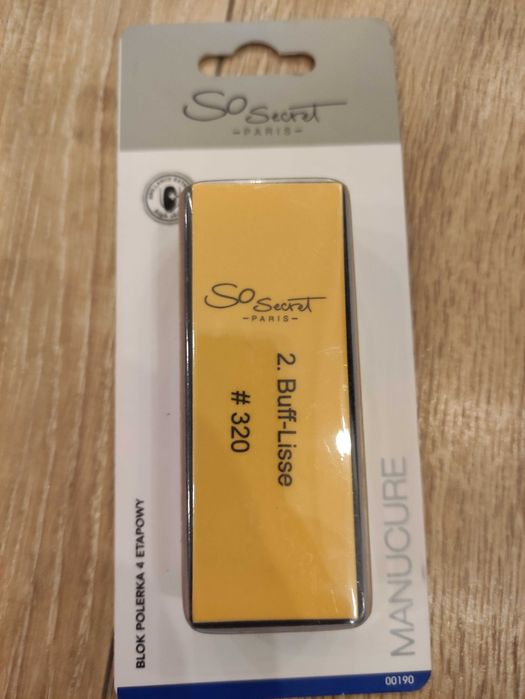 So Secret
PARIS
So Secret
-PARIS-
2. Buff-Lisse
# 320
BLOK POLERKA 4 ETAPOWY
MANUCURE
00190